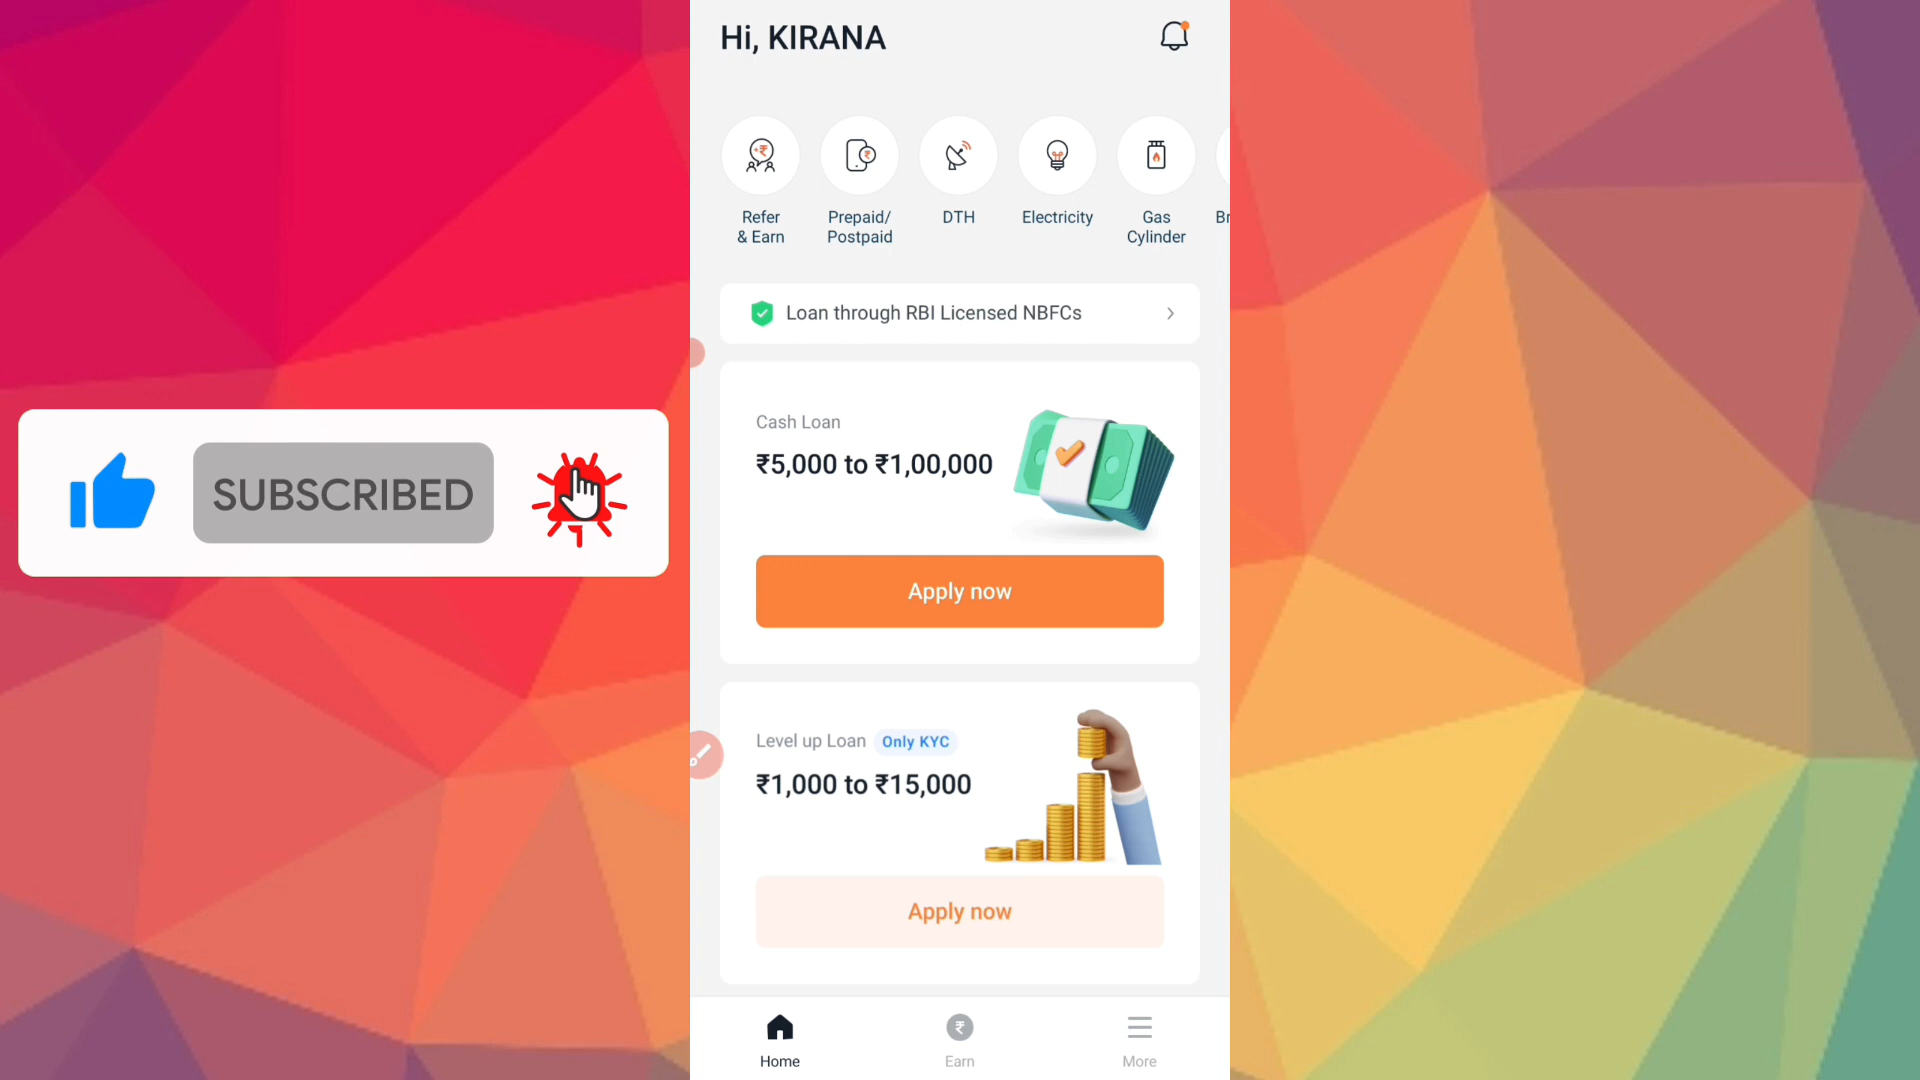 Hi, KIRANA
Refer
& Earn
Prepaid/
Postpaid
DTH
Electricity
Gas
Cylinder
Br
Loan through RBI Licensed NBFCs
Cash Loan
₹5,000 to ₹1,00,000
Apply now
SUBSCRIBED
Level up Loan Only KYC
₹1,000 to ₹15,000
Apply now
Home
Earn
More